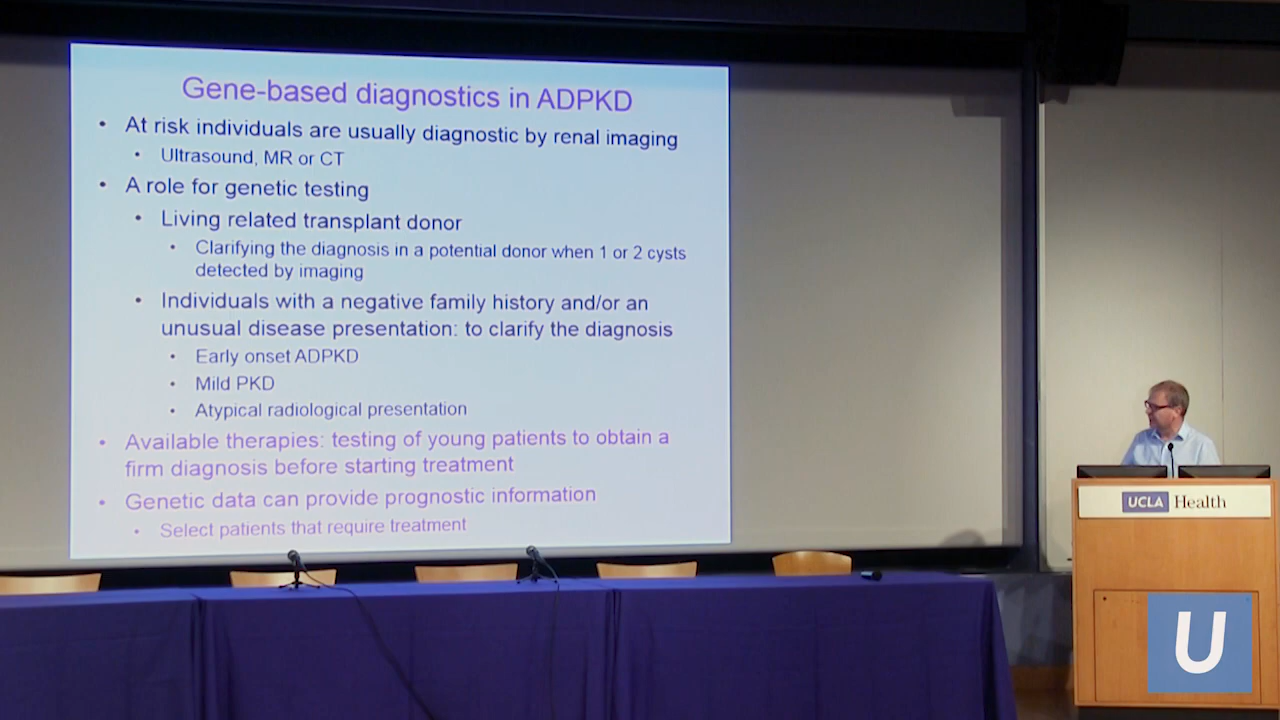 Gene-based diagnostics in ADPKD
• At risk individuals are usually diagnostic by renal imaging
• Ultrasound, MR or CT
• A role for genetic testing
• Living related transplant donor
• Clarifying the diagnosis in a potential donor when 1 or 2 cysts
detected by imaging
• Individuals with a negative family history and/or an
unusual disease presentation: to clarify the diagnosis
• Early onset ADPKD
• Mild PKD
• Atypical radiological presentation
• Available therapies: testing of young patients to obtain a
firm diagnosis before starting treatment
• Genetic data can provide prognostic information
• Select patients that require treatment
UCLA Health
U